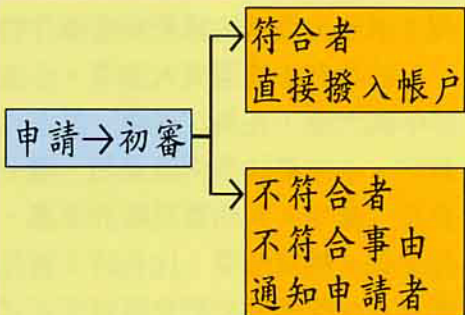 申請→初審
符合者
直接撥入帳戶
不符合者
不符合事由
通知申請者